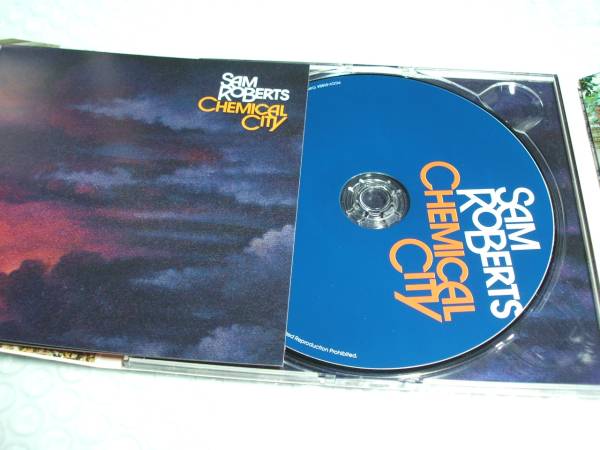 SAM
ROBERTS
CHEMICAL
CITY
SAM
ROBERTS
CHEMICAL
CITY
Reproduction Prohibited.